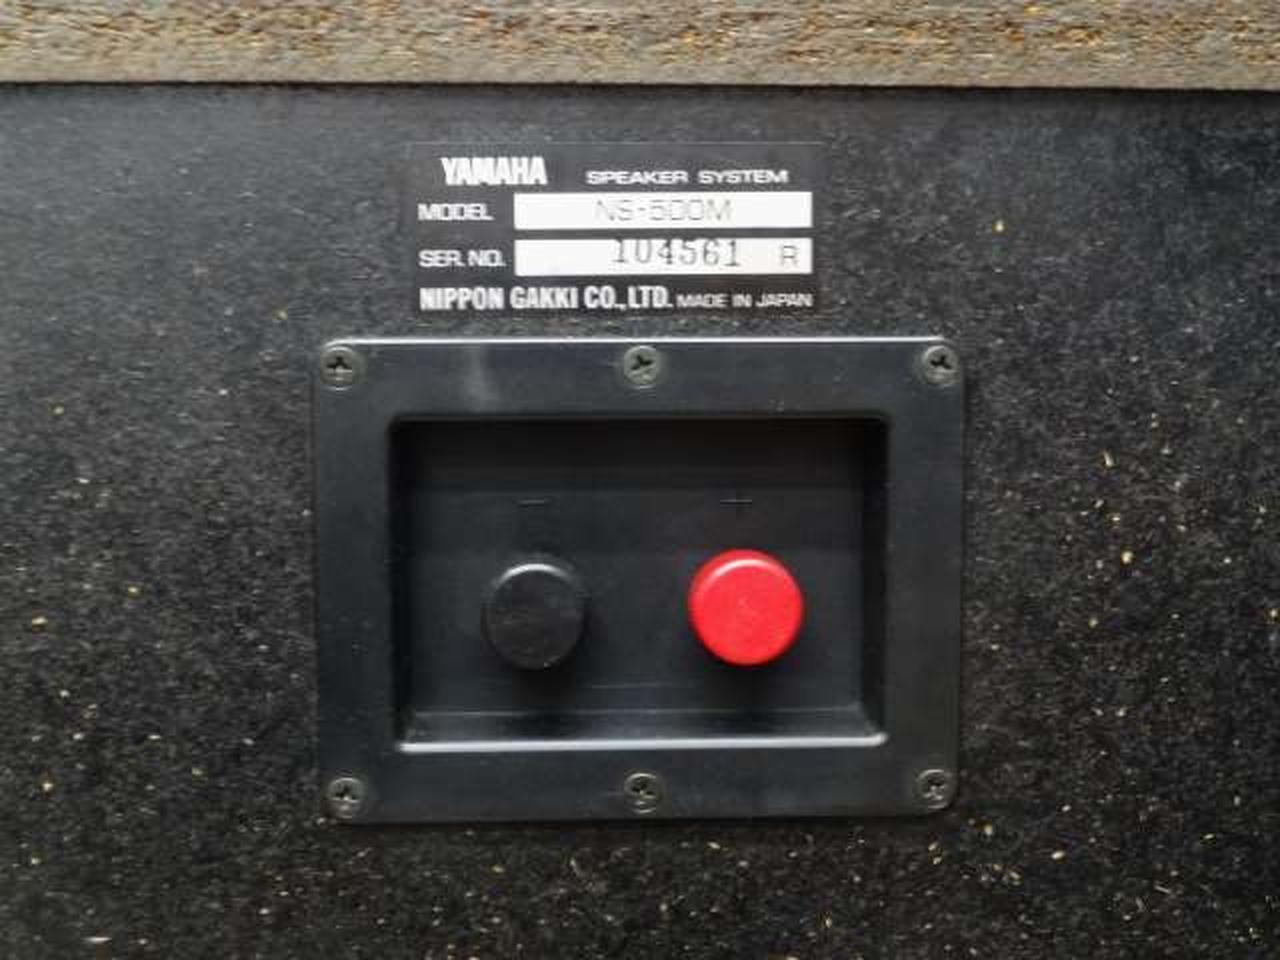 YAMAHA SPEAKER SYSTEM
MODEL NS-500M
SER. NO. 104561 R
NIPPON GAKKI CO., LTD. MADE IN JAPAN
- +